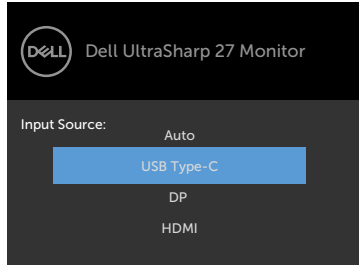 DELL
Dell UltraSharp 27 Monitor
Input Source:
Auto
USB Type-C
DP
HDMI